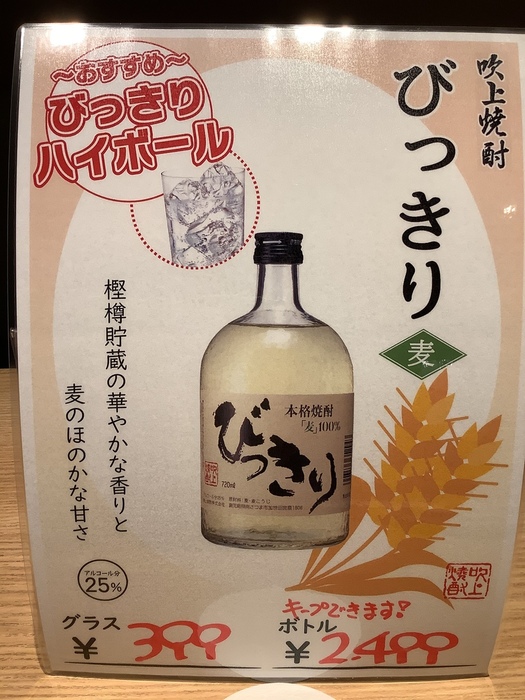 ～おすすめ～
びっきり
ハイボール
吹上焼酎
びっきり
麦
樫樽貯蔵の華やかな香りと
麦のほのかな甘さ
本格焼酎
「麦」100%
びっきり
720ml
アルコール分
25%
吹上
焼酎
グラス
¥399
キープできます!
ボトル
¥2,499